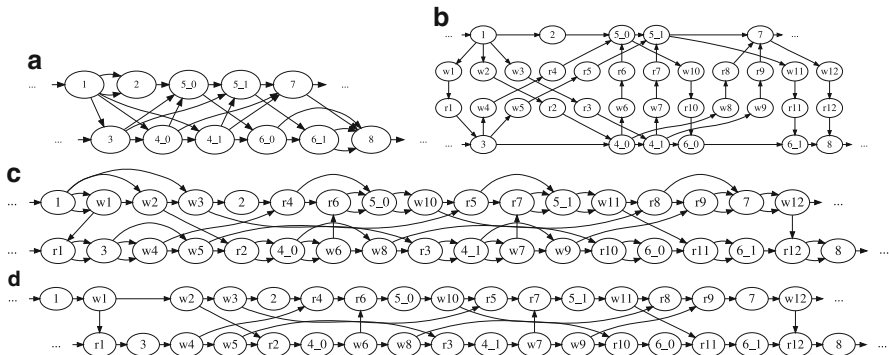 a
... 1 2 5_0 5_1 7 ...
... 3 4_0 4_1 6_0 6_1 8 ...
b
... 1 2 5_0 5_1 7 ...
w1 w2 w3 r4 r5 r6 r7 w10 r8 r9 w11 w12
r1 w4 w5 r2 r3 w6 w7 r10 w8 w9 r11 r12
... 3 4_0 4_1 6_0 6_1 8 ...
c
... 1 w1 w2 w3 2 r4 r6 5_0 w10 r5 r7 5_1 w11 r8 r9 7 w12 ...
... r1 3 w4 w5 r2 4_0 w6 w8 r3 4_1 w7 w9 r10 6_0 r11 6_1 r12 8 ...
d
... 1 w1 w2 w3 2 r4 r6 5_0 w10 r5 r7 5_1 w11 r8 r9 7 w12 ...
... r1 3 w4 w5 r2 4_0 w6 w8 r3 4_1 w7 w9 r10 6_0 r11 6_1 r12 8 ...